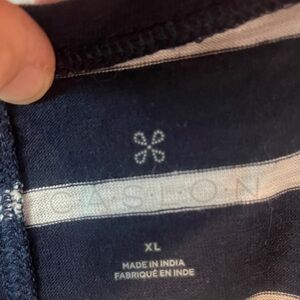 CASLON
XL
MADE IN INDIA
FABRIQUÉ EN INDE